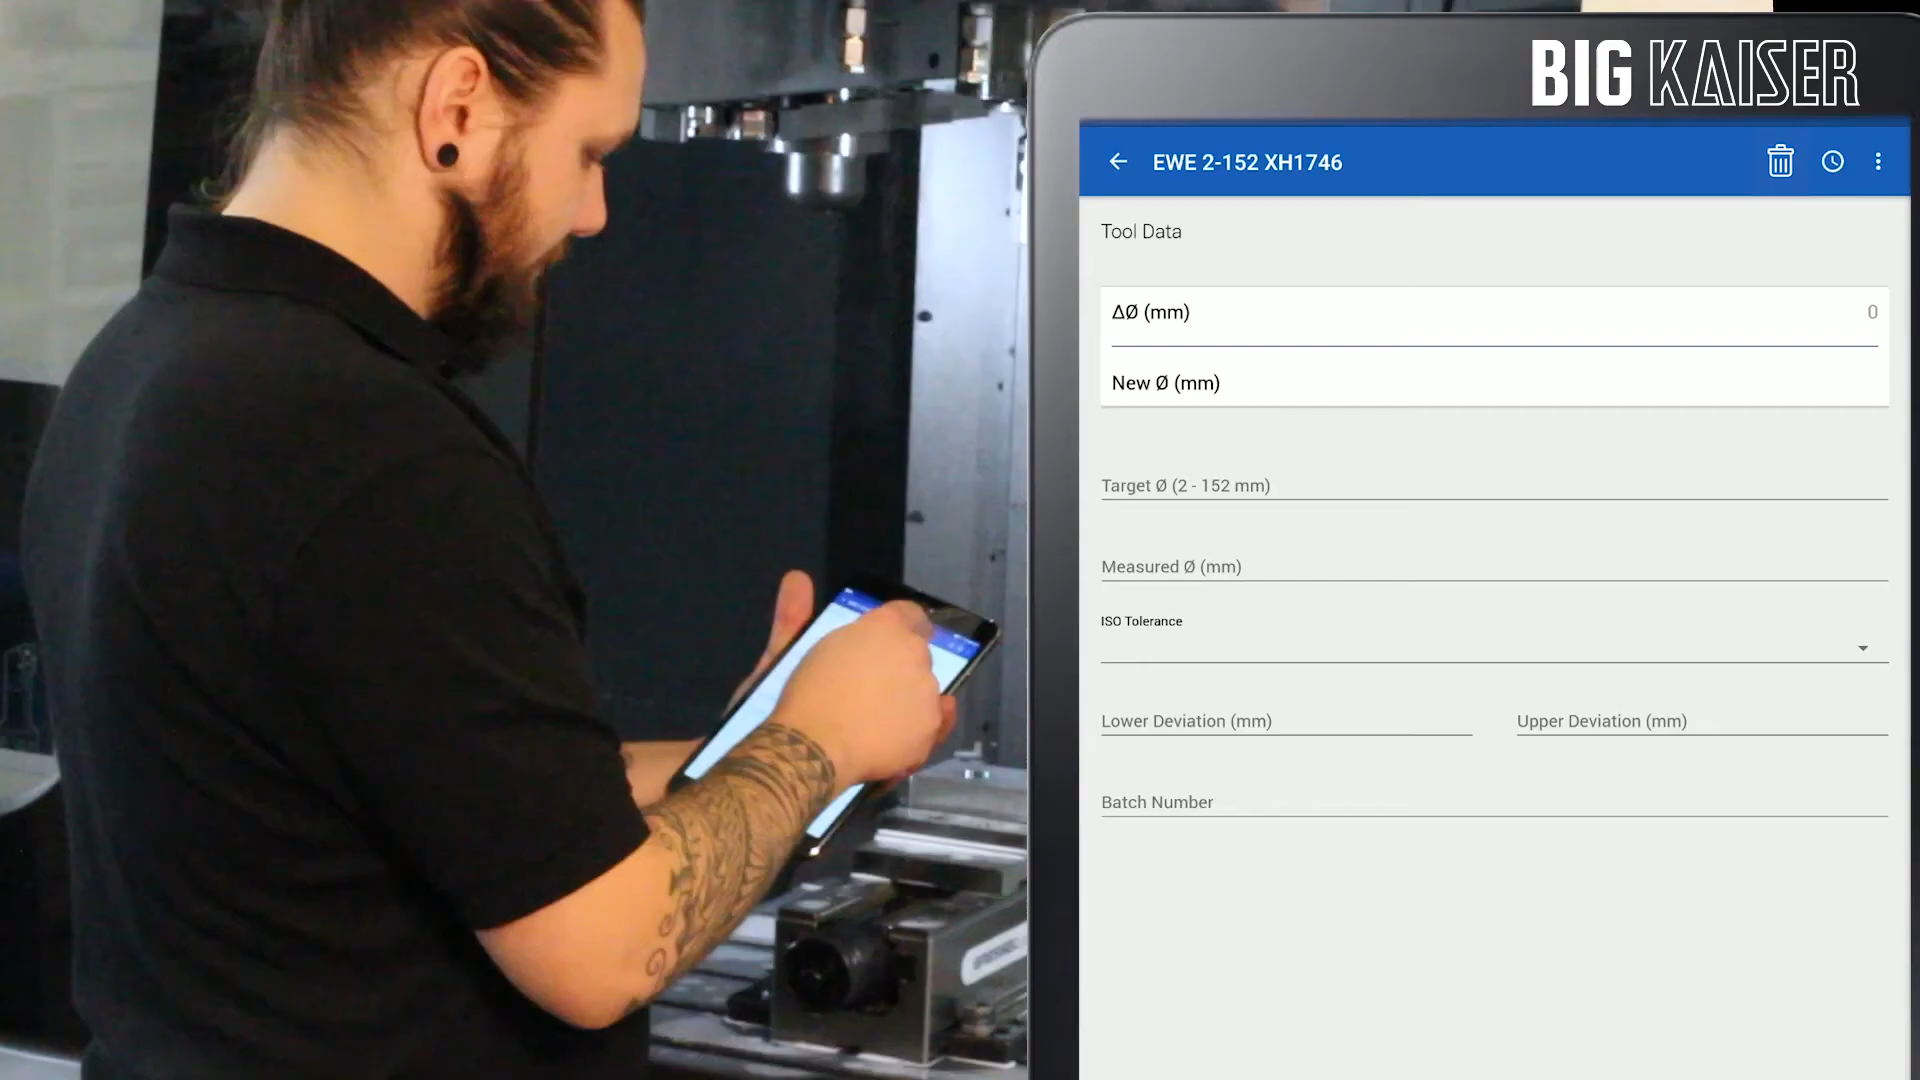 BIG KAISER
EWE 2-152 XH1746
Tool Data
ΔØ (mm) 0
New Ø (mm)
Target Ø (2 - 152 mm)
Measured Ø (mm)
ISO Tolerance
Lower Deviation (mm) Upper Deviation (mm)
Batch Number